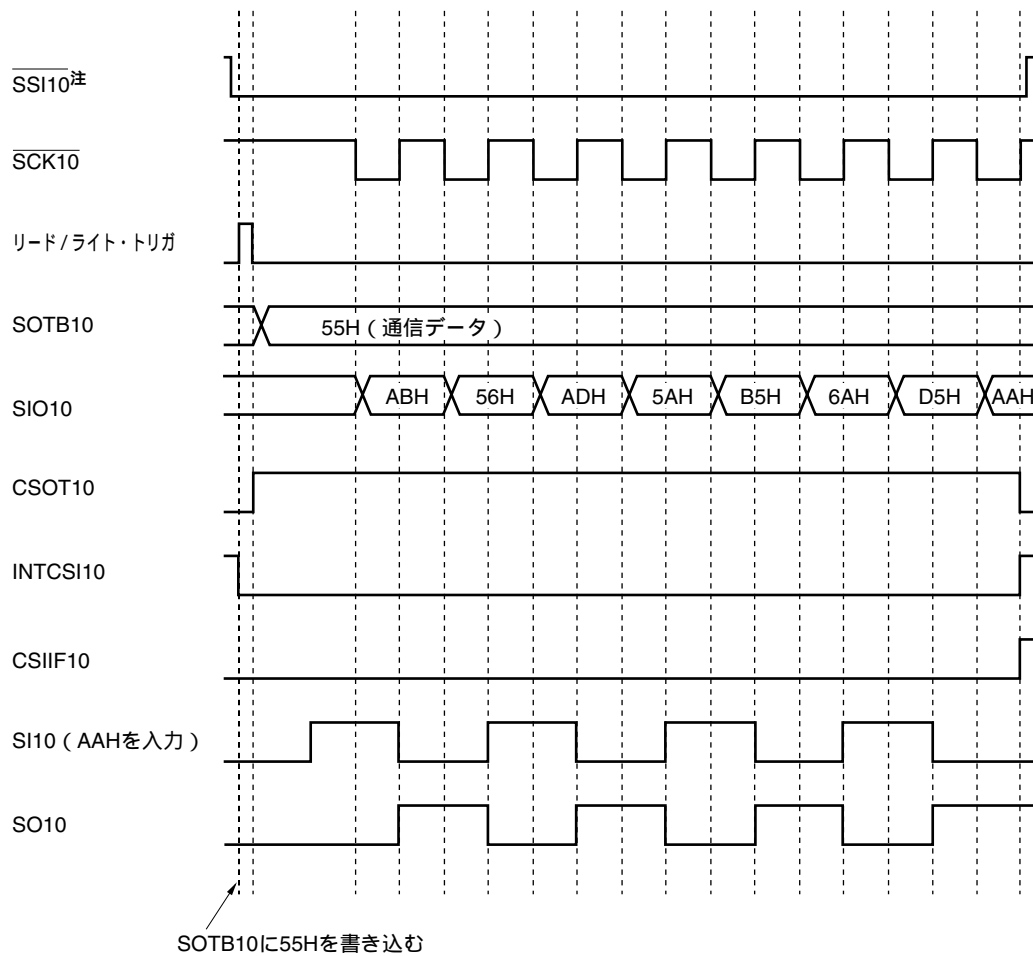 SSI10注
SCK10
リード/ライト・トリガ
SOTB10
55H(通信データ)
SIO10
ABH 56H ADH 5AH B5H 6AH D5H AAH
CSOT10
INTCSI10
CSIIF10
SI10(AAHを入力)
SO10
SOTB10に55Hを書き込む